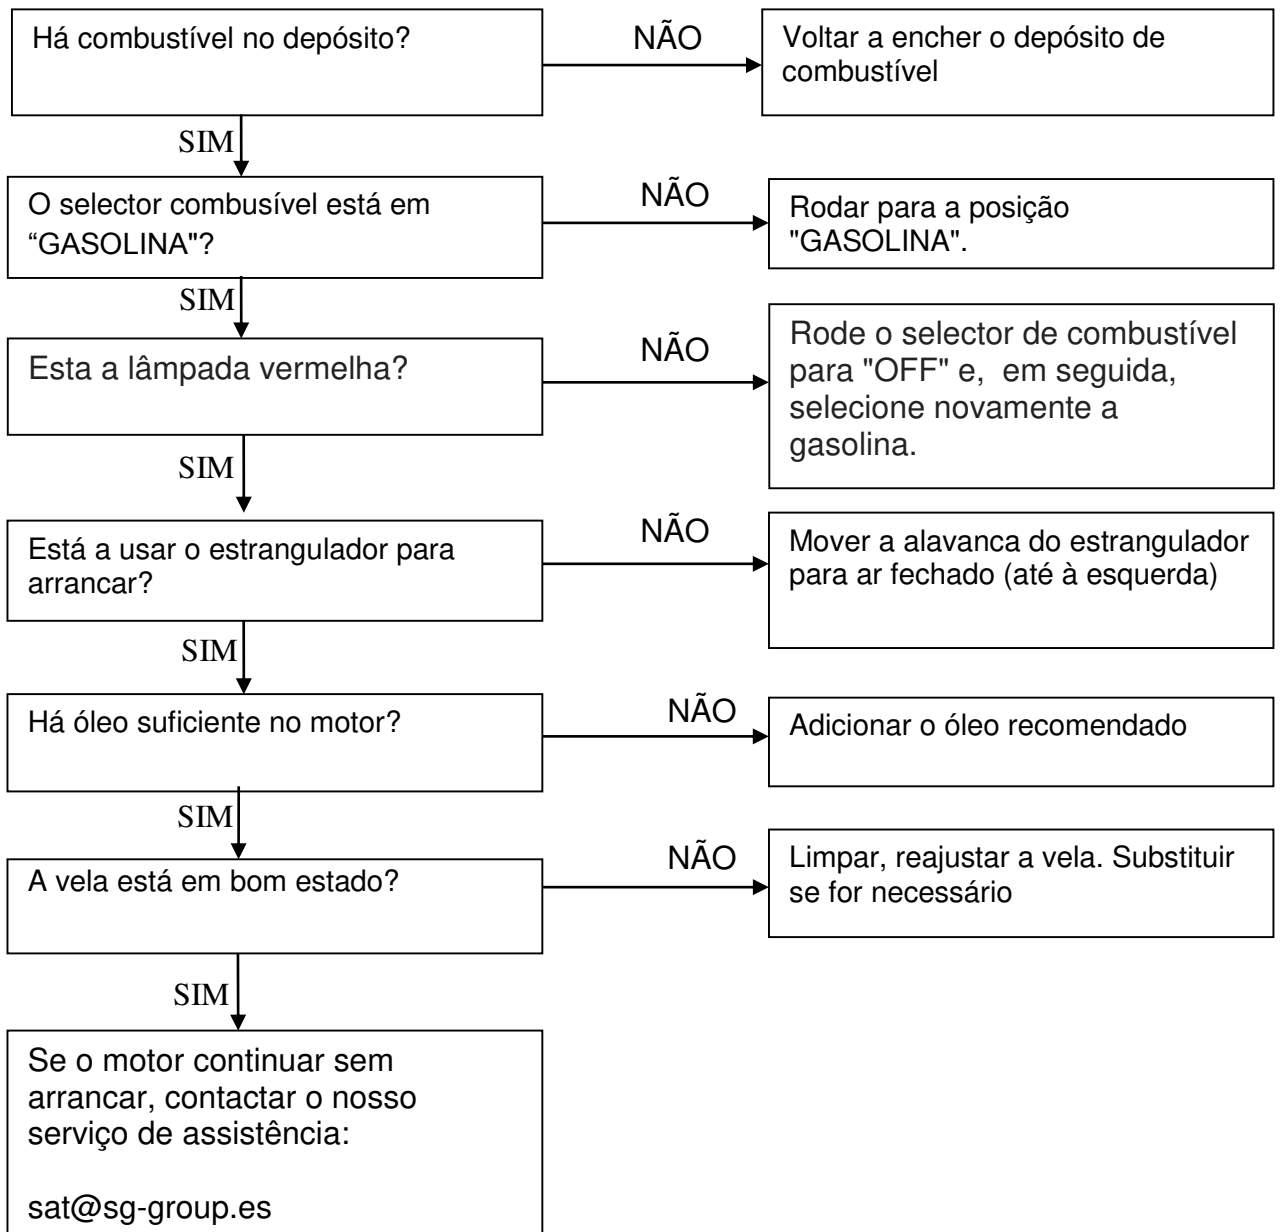 Há combustível no depósito?
NÃO
Voltar a encher o depósito de
combustível
SIM
O selector combusível está em
“GASOLINA"?
NÃO
Rodar para a posição
"GASOLINA".
SIM
Esta a lâmpada vermelha?
NÃO
Rode o selector de combustível
para "OFF" e,  em seguida,
selecione novamente a
gasolina.
SIM
Está a usar o estrangulador para
arrancar?
NÃO
Mover a alavanca do estrangulador
para ar fechado (até à esquerda)
SIM
Há óleo suficiente no motor?
NÃO
Adicionar o óleo recomendado
SIM
A vela está em bom estado?
NÃO
Limpar, reajustar a vela. Substituir
se for necessário
SIM
Se o motor continuar sem
arrancar, contactar o nosso
serviço de assistência:
sat@sg-group.es